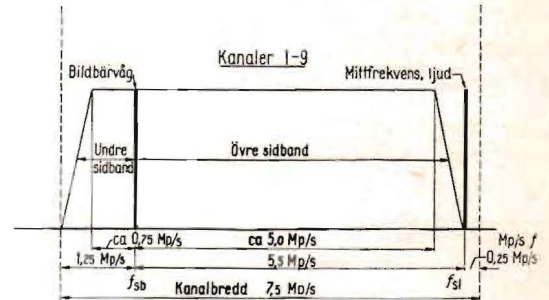 Kanaler 1-9
Bildbärvåg
Mittfrekvens, ljud
Undre
sidband
Övre sidband
ca 0,75 Mp/s
ca 5,0 Mp/s
Mp/s f
1,25 Mp/s
5,5 Mp/s
0,25 Mp/s
fsb
fsl
Kanalbredd 7,5 Mp/s